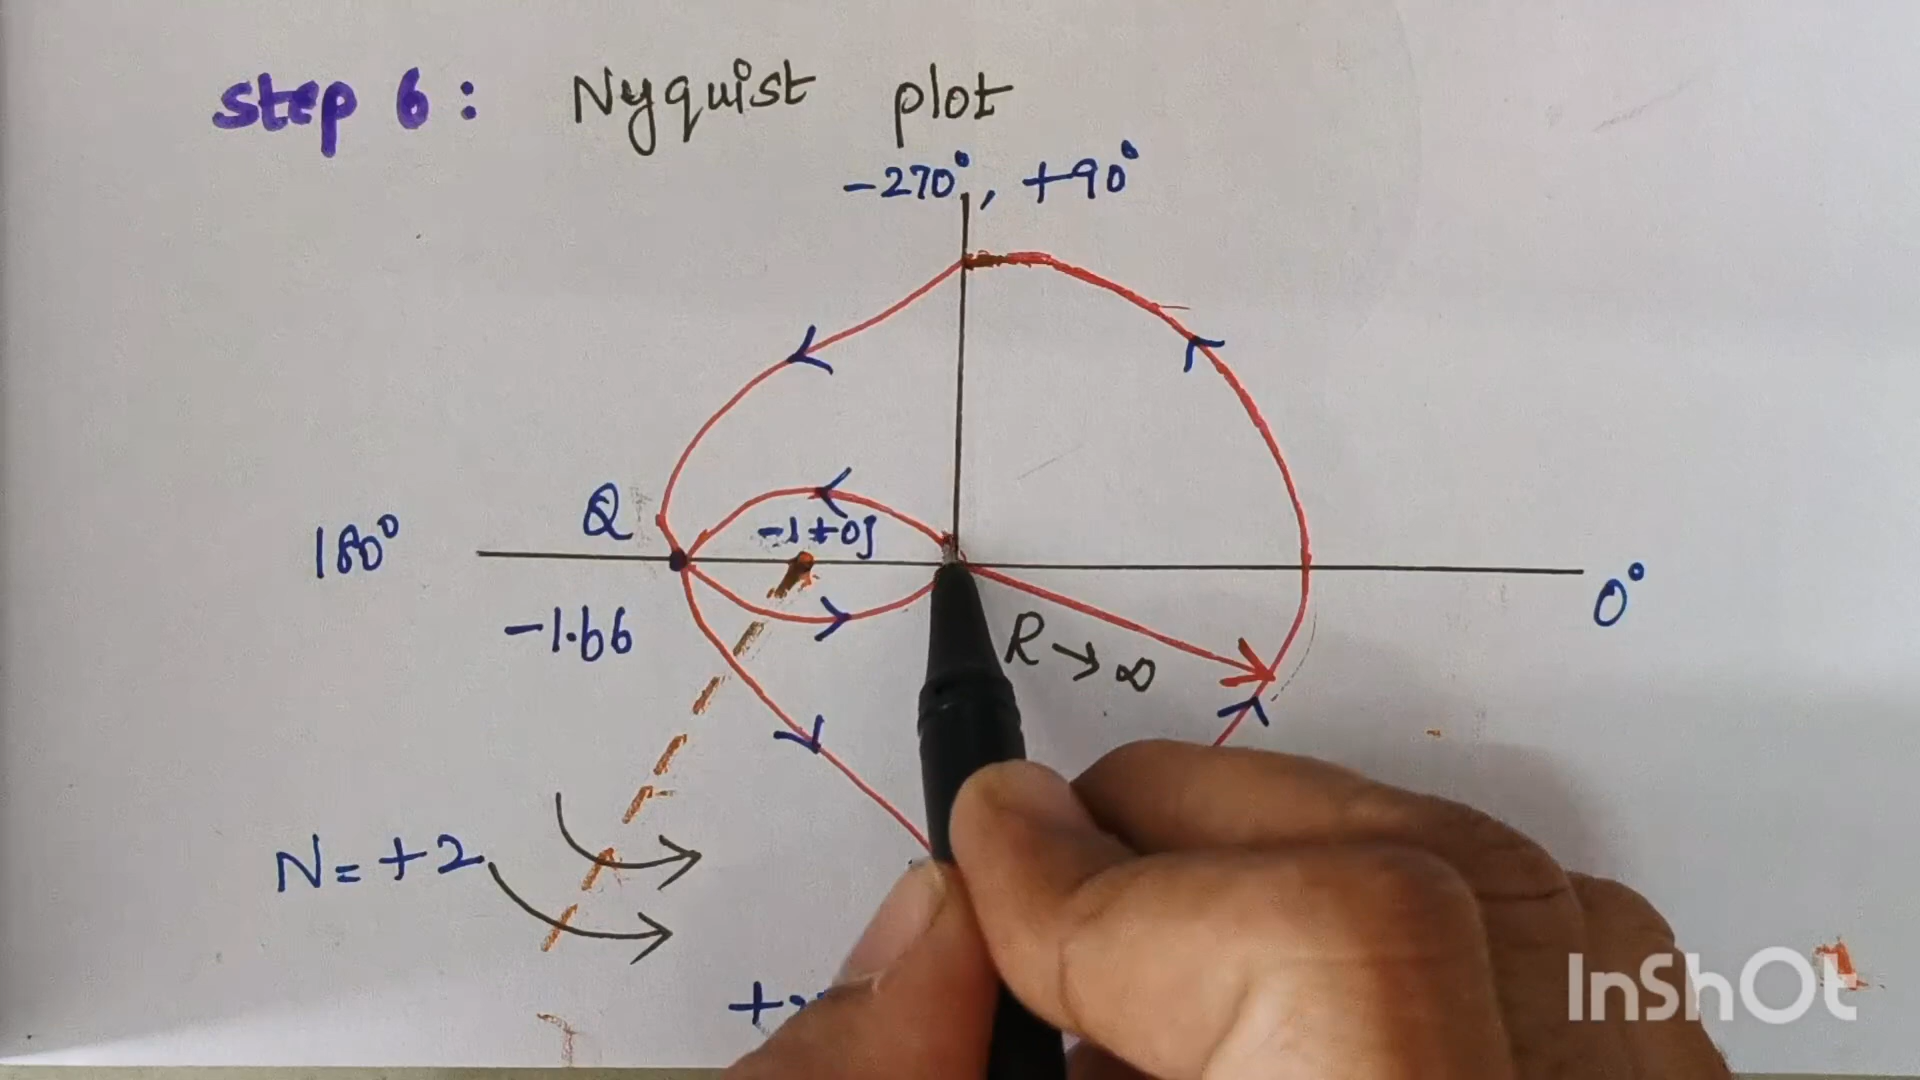 step 6: Nyquist plot
-270°, +90°
Q
-1+0j
180°
0°
-1.66
R→∞
N=+2
InShOt